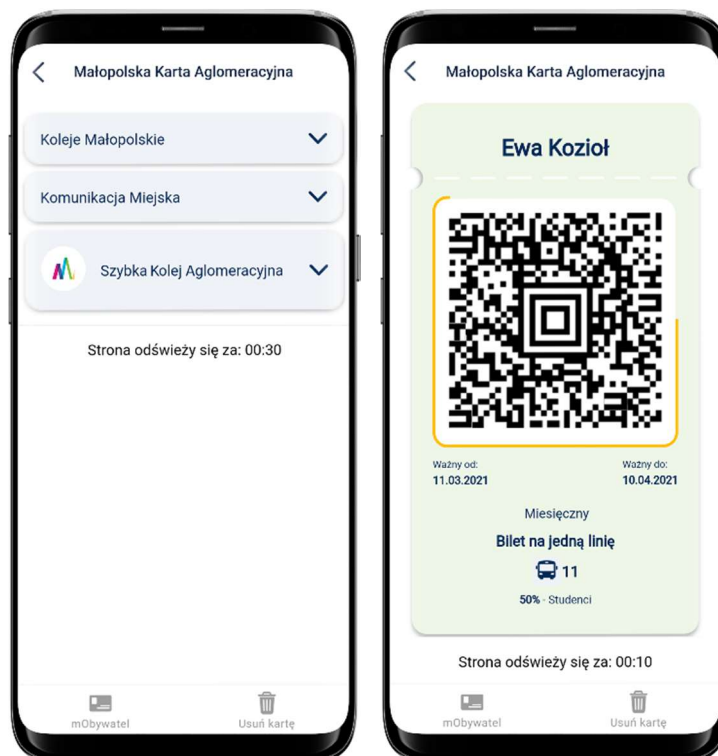 Małopolska Karta Aglomeracyjna
Koleje Małopolskie
Komunikacja Miejska
Szybka Kolej Aglomeracyjna
Strona odświeży się za: 00:30
mObywatel
Usuń kartę
Małopolska Karta Aglomeracyjna
Ewa Kozioł
Ważny od:
11.03.2021
Ważny do:
10.04.2021
Miesięczny
Bilet na jedną linię
11
50% - Studenci
Strona odświeży się za: 00:10
mObywatel
Usuń kartę